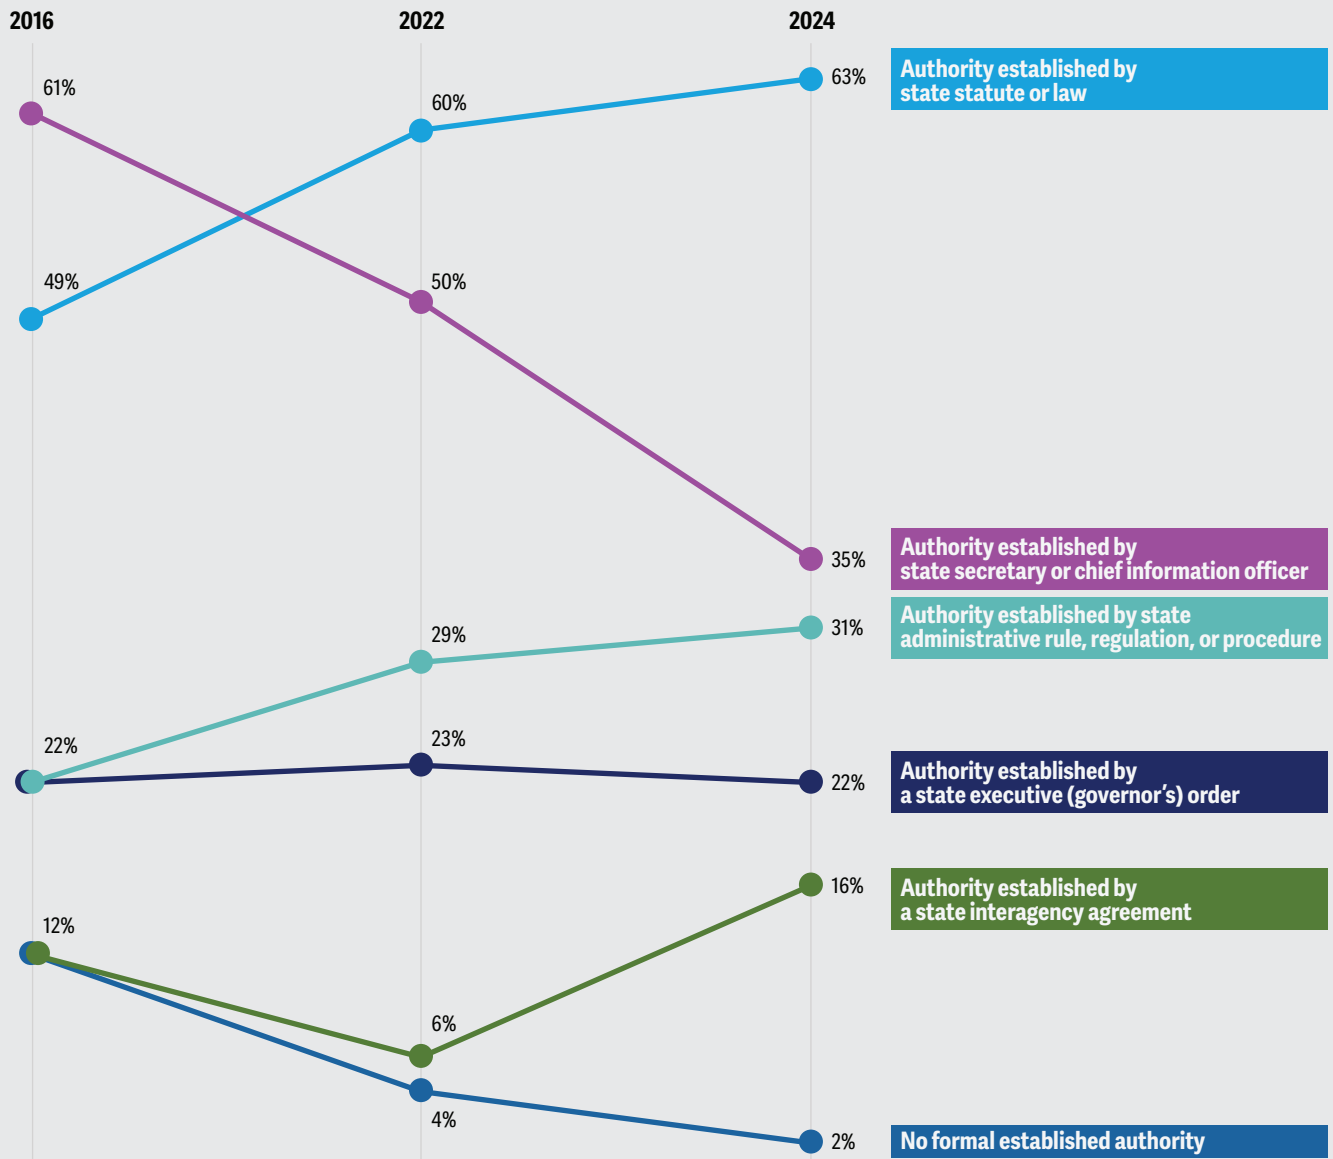 2016 2022 2024
63%
Authority established by
state statute or law
61%
60%
49%
50%
35%
Authority established by
state secretary or chief information officer
31%
Authority established by state
administrative rule, regulation, or procedure
29%
22%
23%
22%
Authority established by
a state executive (governor’s) order
16%
Authority established by
a state interagency agreement
12%
6%
4%
2%
No formal established authority